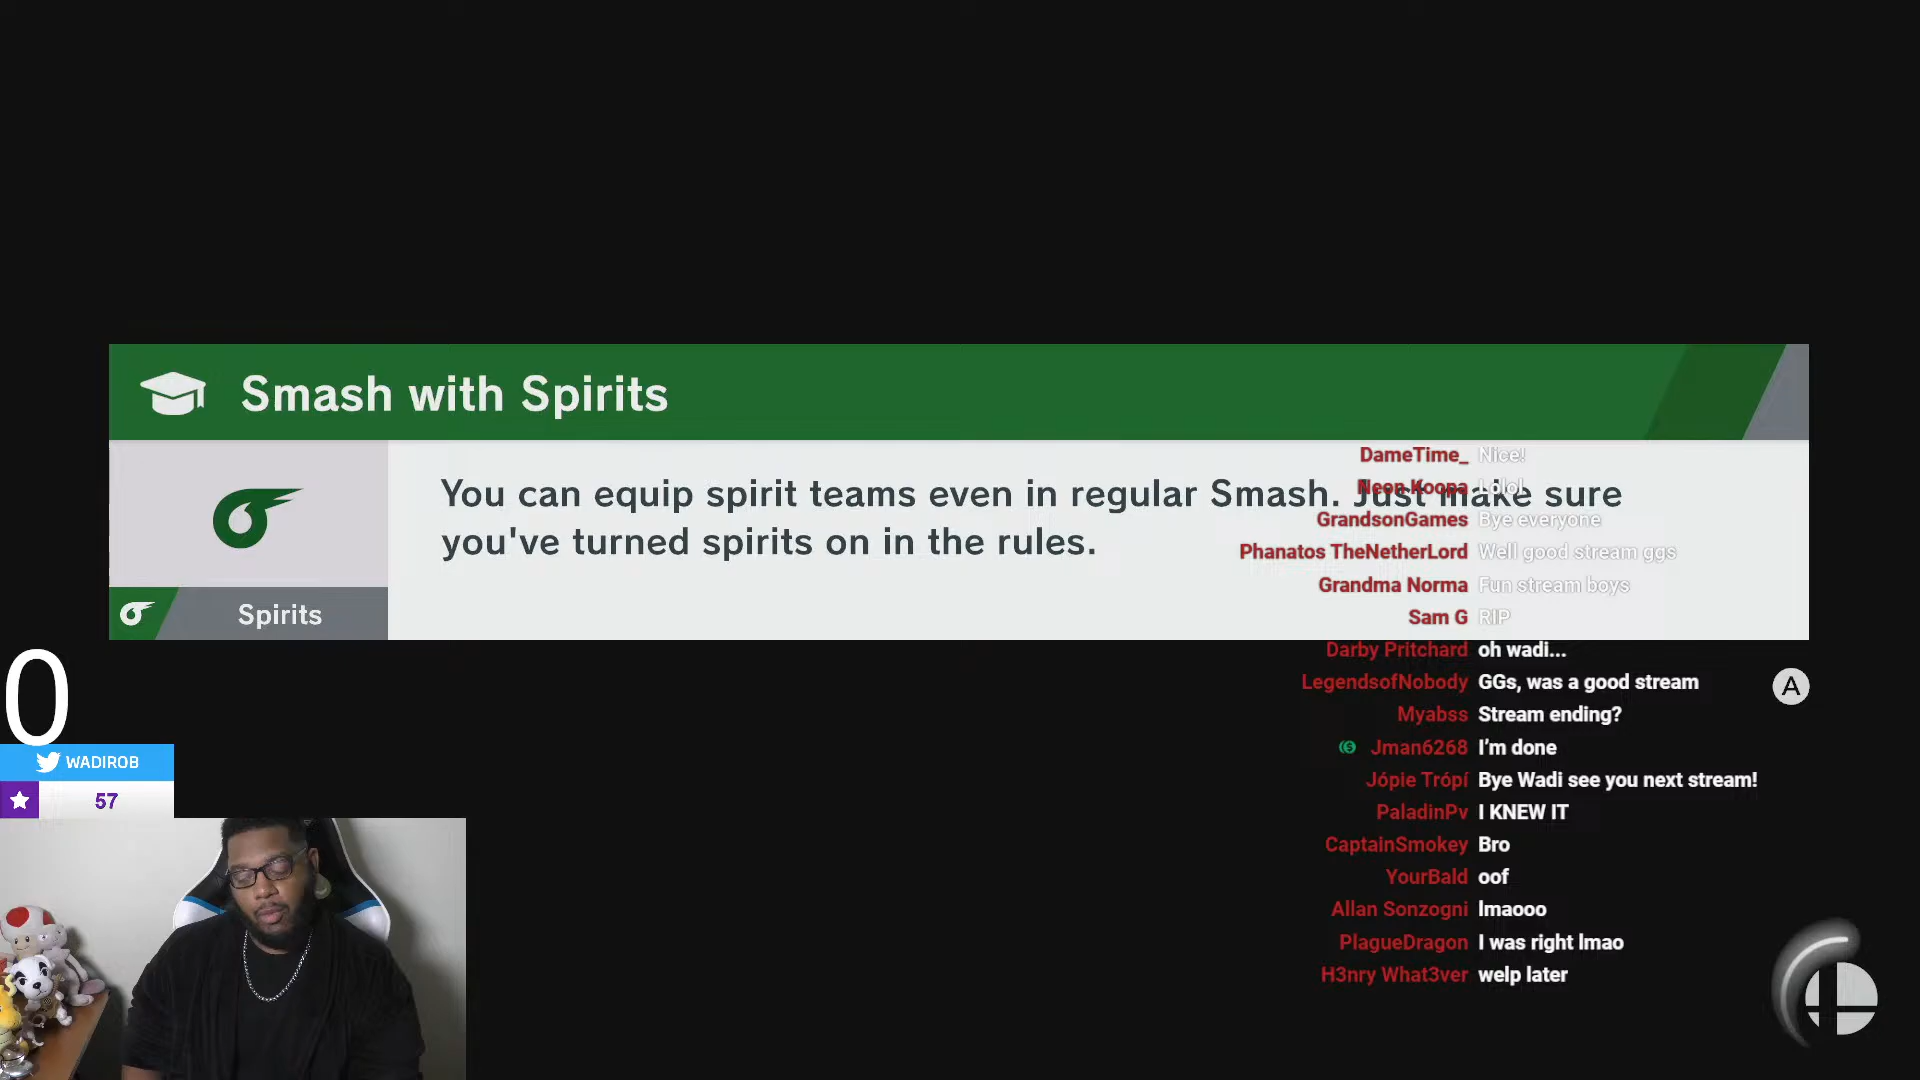 Smash with Spirits
You can equip spirit teams even in regular Smash. Just make sure
you've turned spirits on in the rules.
Spirits
DameTime_ Nice!
Neon Koopa Lolol
GrandsonGames Bye everyone
Phanatos TheNetherLord Well good stream ggs
Grandma Norma Fun stream boys
Sam G RIP
Darby Pritchard oh wadi...
LegendsofNobody GGs, was a good stream
Myabss Stream ending?
Jman6268 I’m done
Jópie Trópí Bye Wadi see you next stream!
PaladinPv I KNEW IT
CaptainSmokey Bro
YourBald oof
Allan Sonzogni lmaooo
PlagueDragon I was right lmao
H3nry What3ver welp later
A
0
WADIROB
57